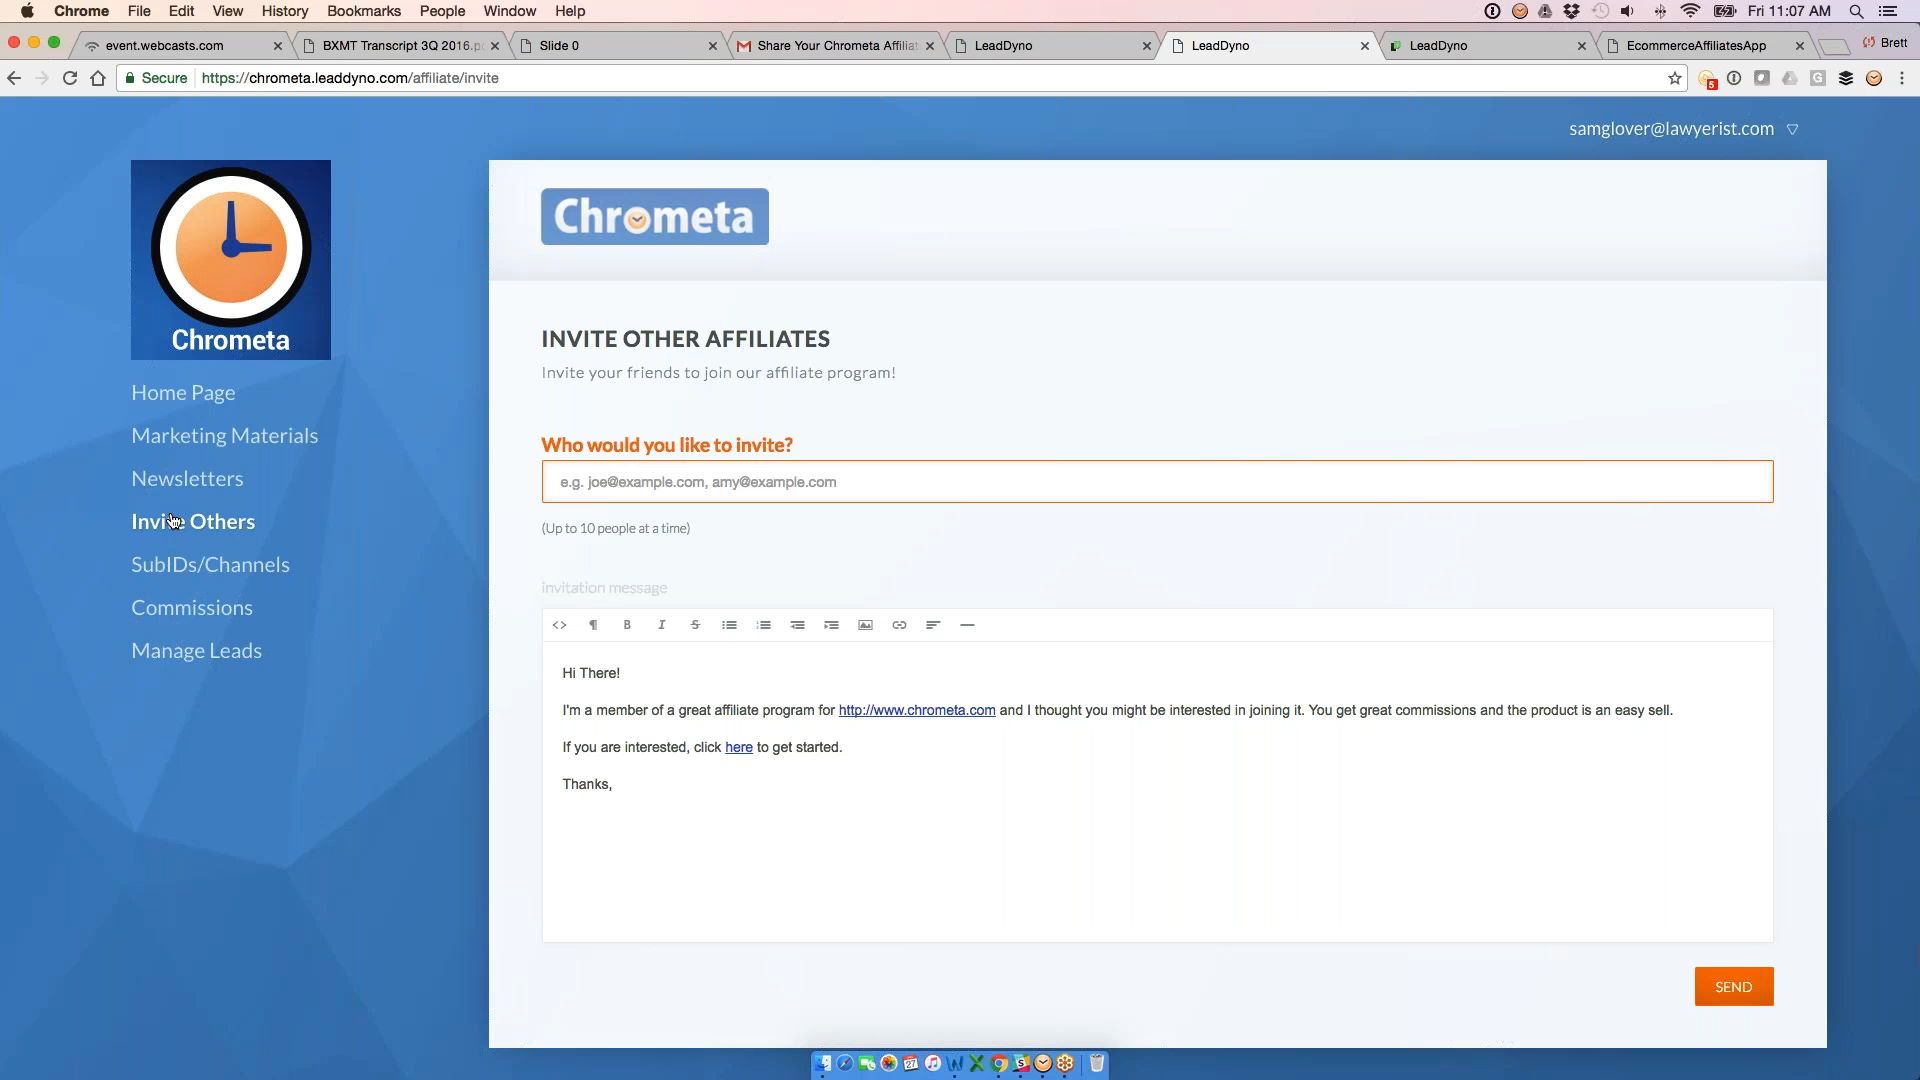 Chrome File Edit View History Bookmarks People Window Help Fri 11:07 AM
event.webcasts.com BXMT Transcript 3Q 2016.p Slide 0 Share Your Chrometa Affilia LeadDyno LeadDyno LeadDyno EcommerceAffiliatesApp Brett
Secure https://chrometa.leaddyno.com/affiliate/invite 5
samglover@lawyerist.com
Chrometa
Chrometa
Home Page
Marketing Materials
Newsletters
Invite Others
SubIDs/Channels
Commissions
Manage Leads
INVITE OTHER AFFILIATES
Invite your friends to join our affiliate program!
Who would you like to invite?
e.g. joe@example.com, amy@example.com
(Up to 10 people at a time)
invitation message
B I S
Hi There!
I'm a member of a great affiliate program for http://www.chrometa.com and I thought you might be interested in joining it. You get great commissions and the product is an easy sell.
If you are interested, click here to get started.
Thanks,
SEND
27